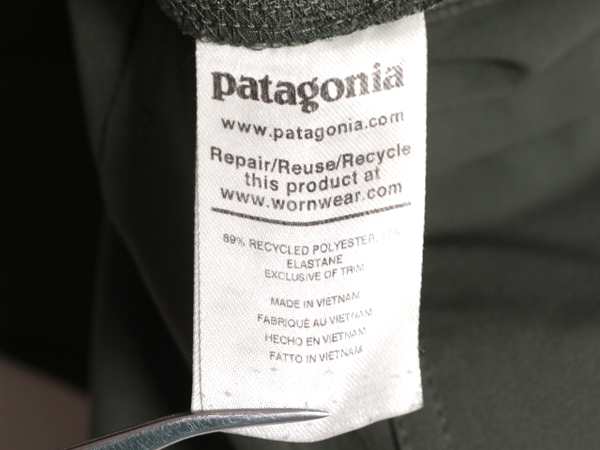 patagonia
www.patagonia.com
Repair/Reuse/Recycle
this product at
www.wornwear.com
89% RECYCLED POLYESTER,
ELASTANE
EXCLUSIVE OF TRIM
MADE IN VIETNAM
FABRIQUÉ AU VIETNAM
HECHO EN VIETNAM
FATTO IN VIETNAM